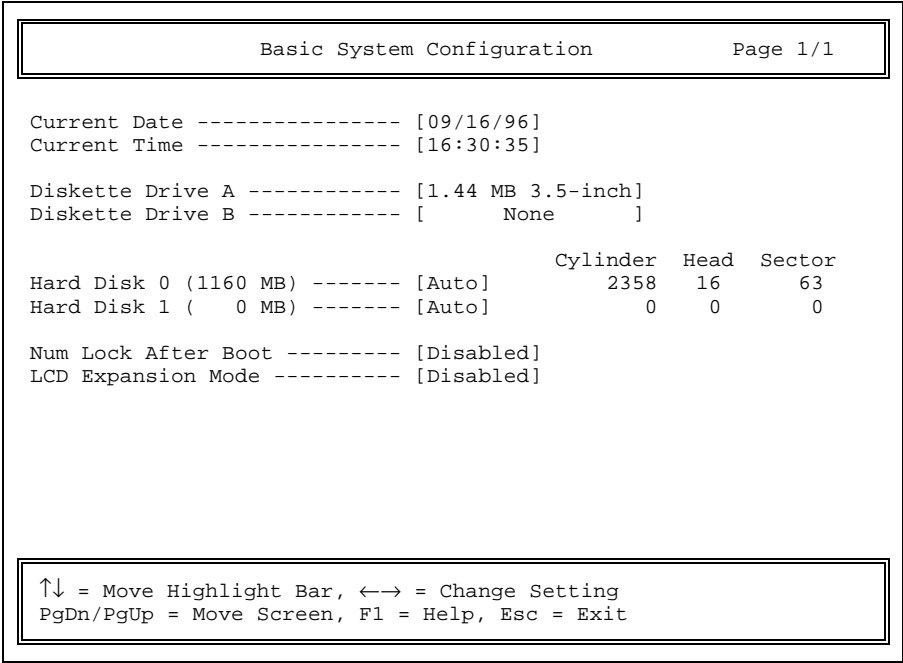 Basic System Configuration Page 1/1
Current Date ---------------- [09/16/96]
Current Time ---------------- [16:30:35]
Diskette Drive A ------------ [1.44 MB 3.5-inch]
Diskette Drive B ------------ [ None ]
Cylinder Head Sector
Hard Disk 0 (1160 MB) ------- [Auto] 2358 16 63
Hard Disk 1 ( 0 MB) ------- [Auto] 0 0 0
Num Lock After Boot --------- [Disabled]
LCD Expansion Mode ---------- [Disabled]
↑↓ = Move Highlight Bar, ←→ = Change Setting
PgDn/PgUp = Move Screen, F1 = Help, Esc = Exit